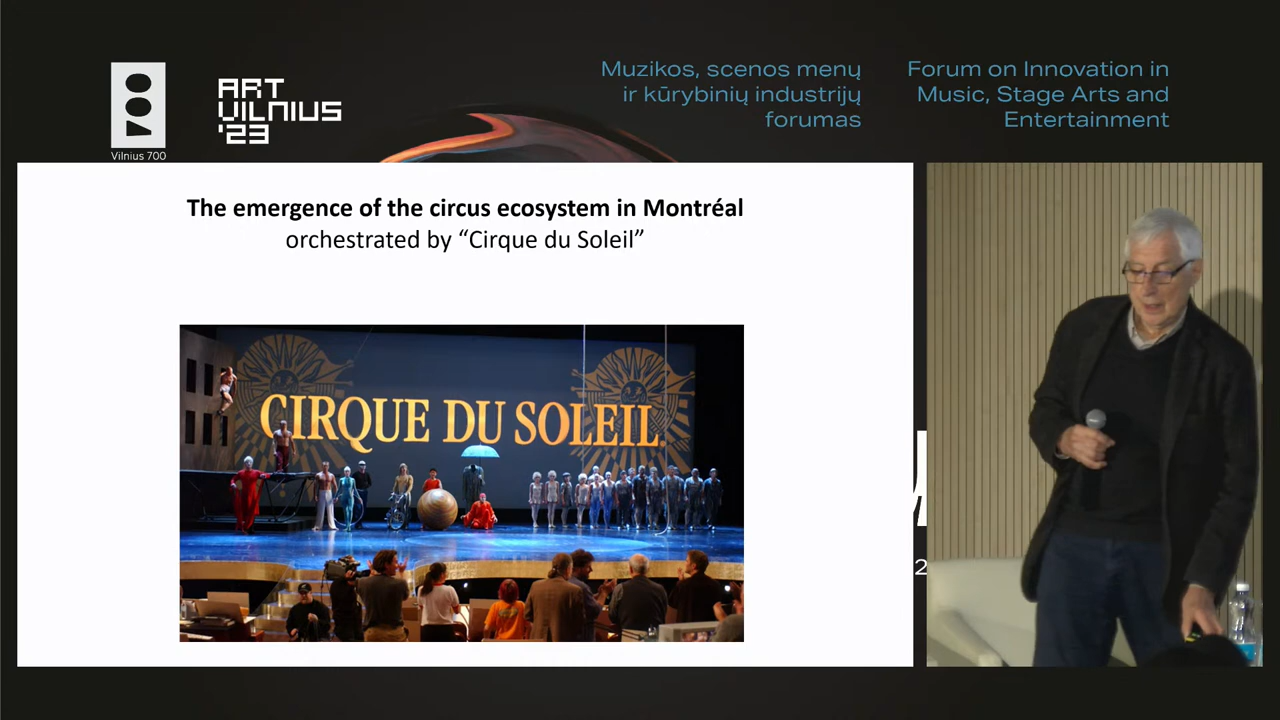 Vilnius 700
ART
VILNIUS
'23
Muzikos, scenos menų
ir kūrybinių industrijų
forumas
Forum on Innovation in
Music, Stage Arts and
Entertainment
The emergence of the circus ecosystem in Montréal
orchestrated by “Cirque du Soleil”
CIRQUE DU SOLEIL.
2